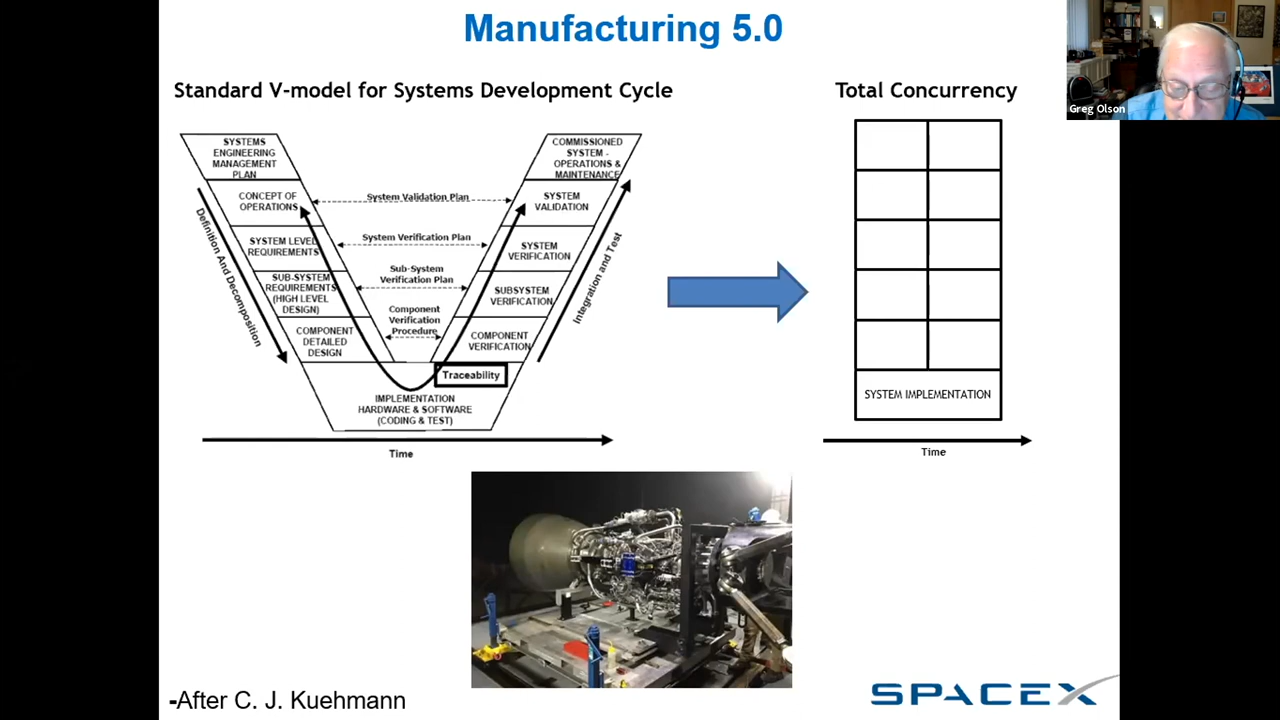 Manufacturing 5.0
Greg Olson
Standard V-model for Systems Development Cycle
SYSTEMS
ENGINEERING
MANAGEMENT
PLAN
CONCEPT OF
OPERATIONS
SYSTEM LEVEL
REQUIREMENTS
SUB-SYSTEM
REQUIREMENTS
(HIGH LEVEL
DESIGN)
COMPONENT
DETAILED
DESIGN
Definition And Decomposition
System Validation Plan
System Verification Plan
Sub-System
Verification Plan
Component
Verification
Procedure
Traceability
IMPLEMENTATION
HARDWARE & SOFTWARE
(CODING & TEST)
COMMISSIONED
SYSTEM -
OPERATIONS &
MAINTENANCE
SYSTEM
VALIDATION
SYSTEM
VERIFICATION
SUBSYSTEM
VERIFICATION
COMPONENT
VERIFICATION
Integration and Test
Time
Total Concurrency
SYSTEM IMPLEMENTATION
Time
-After C. J. Kuehmann
SPACEX